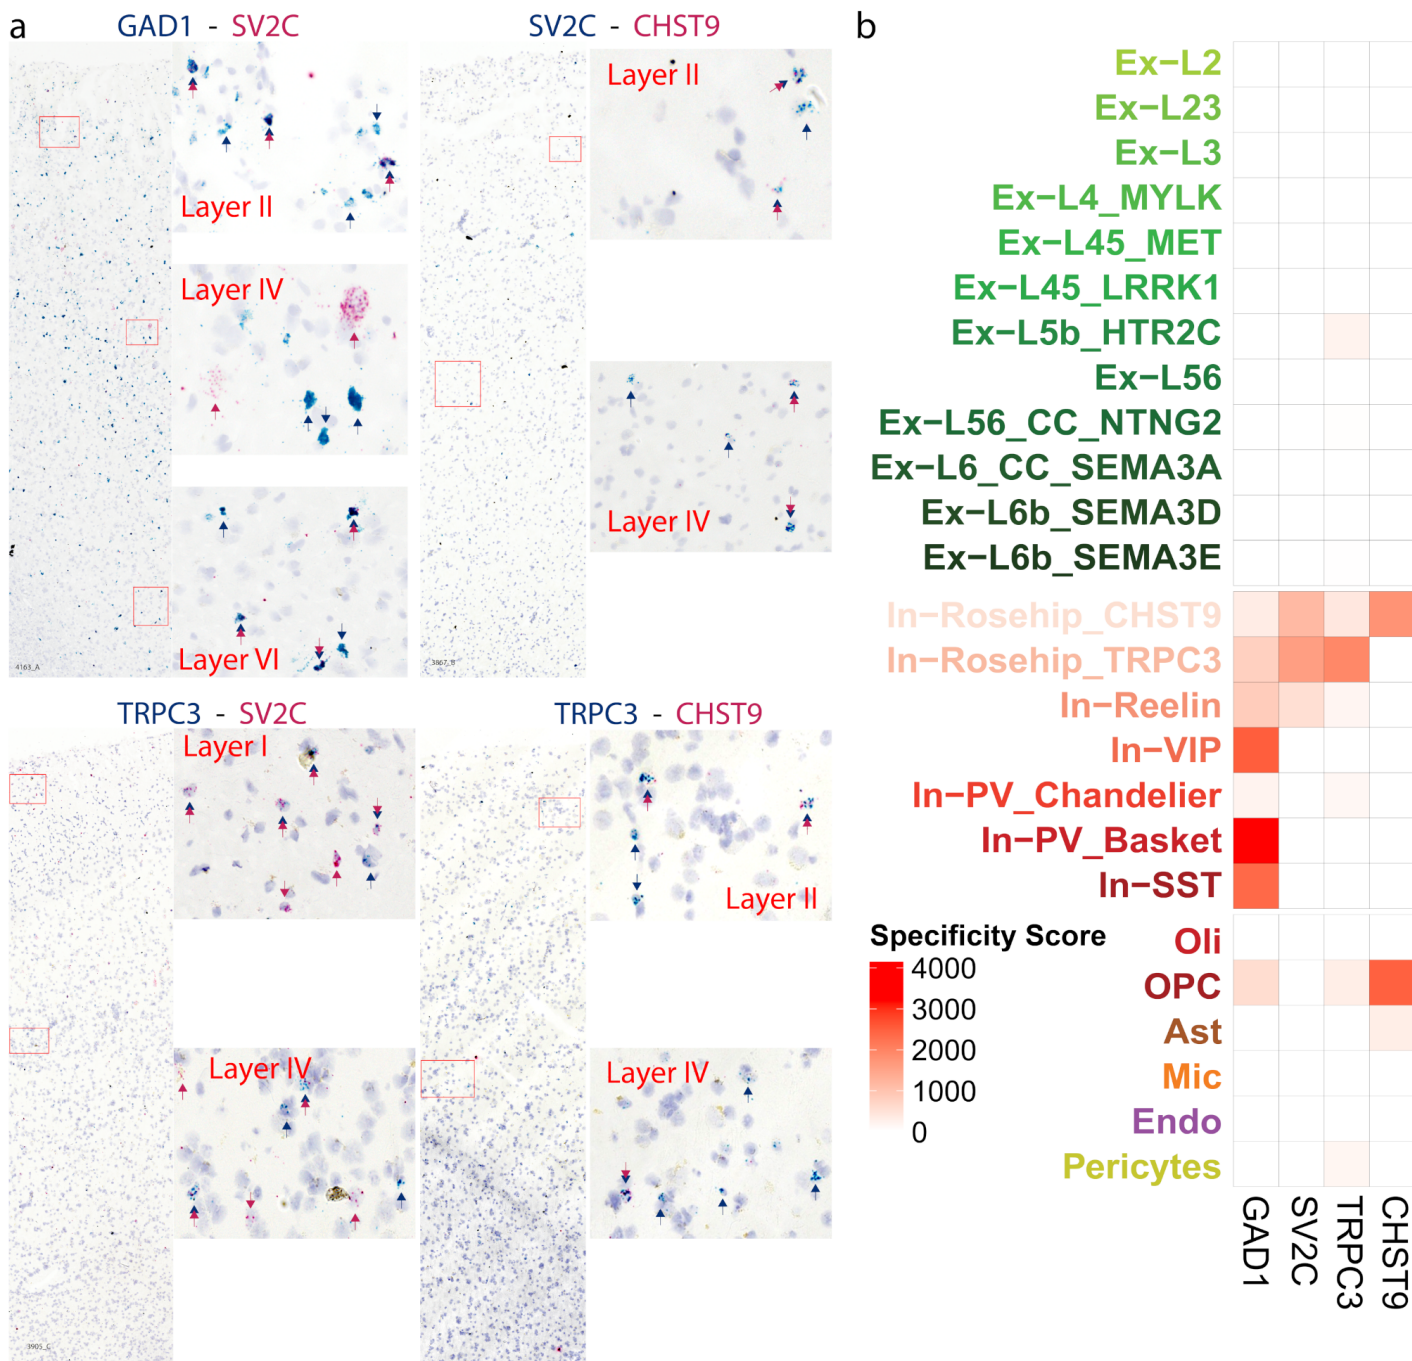 a
GAD1 - SV2C
SV2C - CHST9
b
Layer II
Layer IV
Layer VI
4163_A
Layer II
Layer IV
3867_B
TRPC3 - SV2C
TRPC3 - CHST9
Layer I
Layer IV
3905_C
Layer II
Layer IV
Ex-L2
Ex-L23
Ex-L3
Ex-L4_MYLK
Ex-L45_MET
Ex-L45_LRRK1
Ex-L5b_HTR2C
Ex-L56
Ex-L56_CC_NTNG2
Ex-L6_CC_SEMA3A
Ex-L6b_SEMA3D
Ex-L6b_SEMA3E
In-Rosehip_CHST9
In-Rosehip_TRPC3
In-Reelin
In-VIP
In-PV_Chandelier
In-PV_Basket
In-SST
Oli
OPC
Ast
Mic
Endo
Pericytes
Specificity Score
4000
3000
2000
1000
0
GAD1
SV2C
TRPC3
CHST9